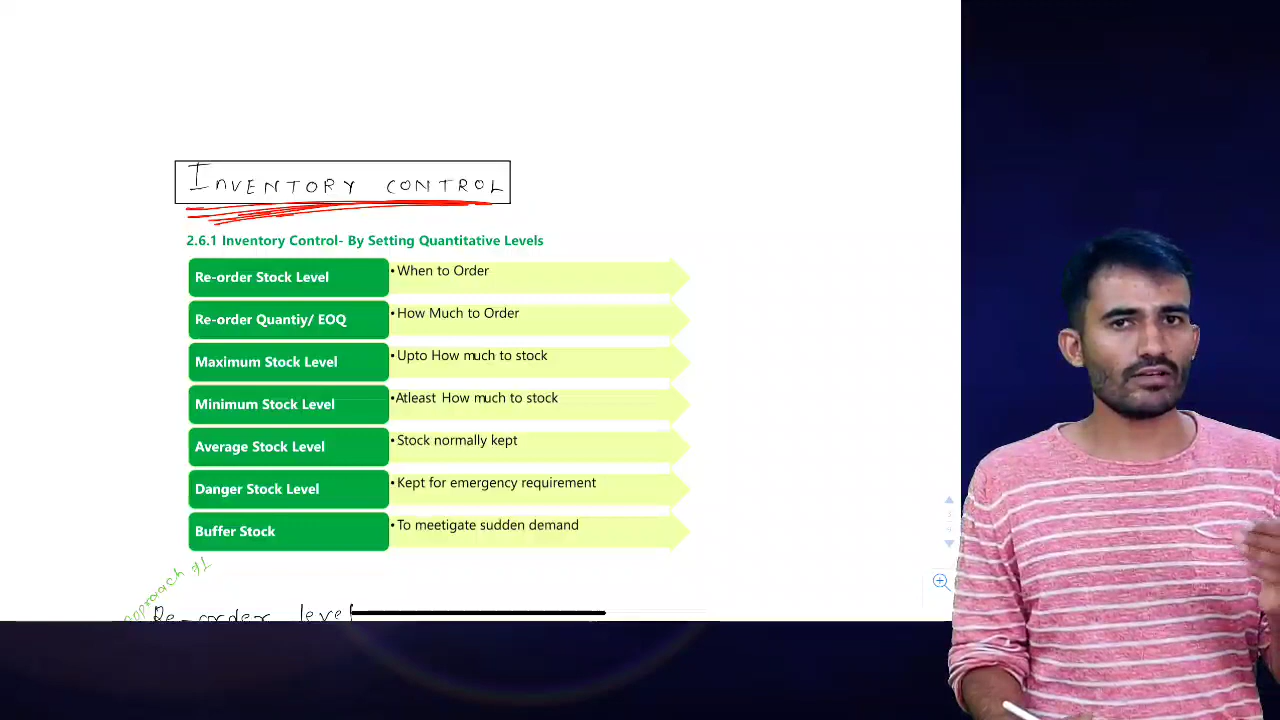 INVENTORY CONTROL
2.6.1 Inventory Control- By Setting Quantitative Levels
Re-order Stock Level •When to Order
Re-order Quantiy/ EOQ •How Much to Order
Maximum Stock Level •Upto How much to stock
Minimum Stock Level •Atleast How much to stock
Average Stock Level •Stock normally kept
Danger Stock Level •Kept for emergency requirement
Buffer Stock •To meetigate sudden demand
Re-order level